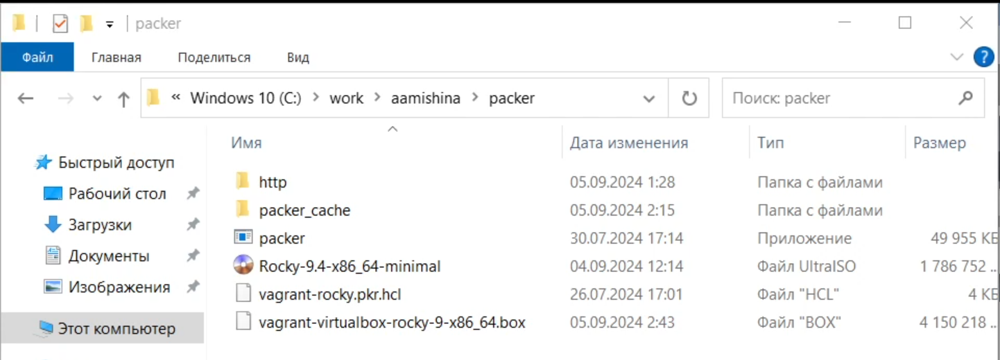 packer
Файл Главная Поделиться Вид ?
« Windows 10 (C:) › work › aamishina › packer Поиск: packer
Имя Дата изменения Тип Размер
Быстрый доступ
Рабочий стол
Загрузки
Документы
Изображения
Этот компьютер
http 05.09.2024 1:28 Папка с файлами
packer_cache 05.09.2024 2:15 Папка с файлами
packer 30.07.2024 17:14 Приложение 49 955 КБ
Rocky-9.4-x86_64-minimal 04.09.2024 12:14 Файл UltraISO 1 786 752 ...
vagrant-rocky.pkr.hcl 26.07.2024 17:01 Файл "HCL" 4 КБ
vagrant-virtualbox-rocky-9-x86_64.box 05.09.2024 2:43 Файл "BOX" 4 150 218 ...